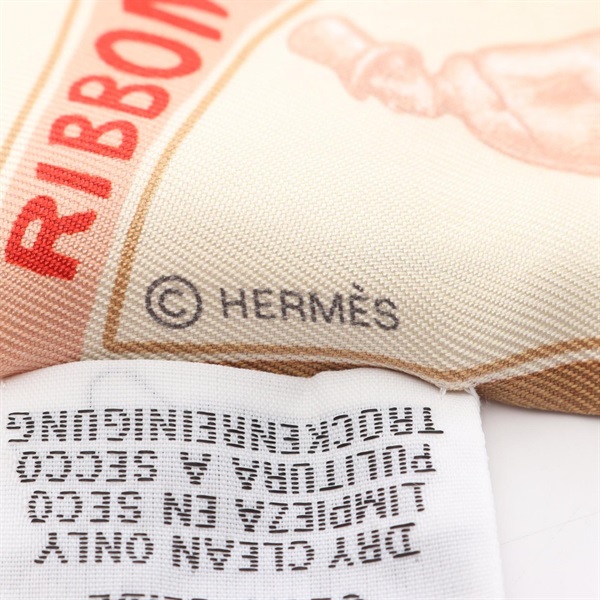 RIBBON
© HERMÈS
DRY CLEAN ONLY
LIMPIEZA EN SECO
PULITURA A SECCO
TROCKENREINIGUNG